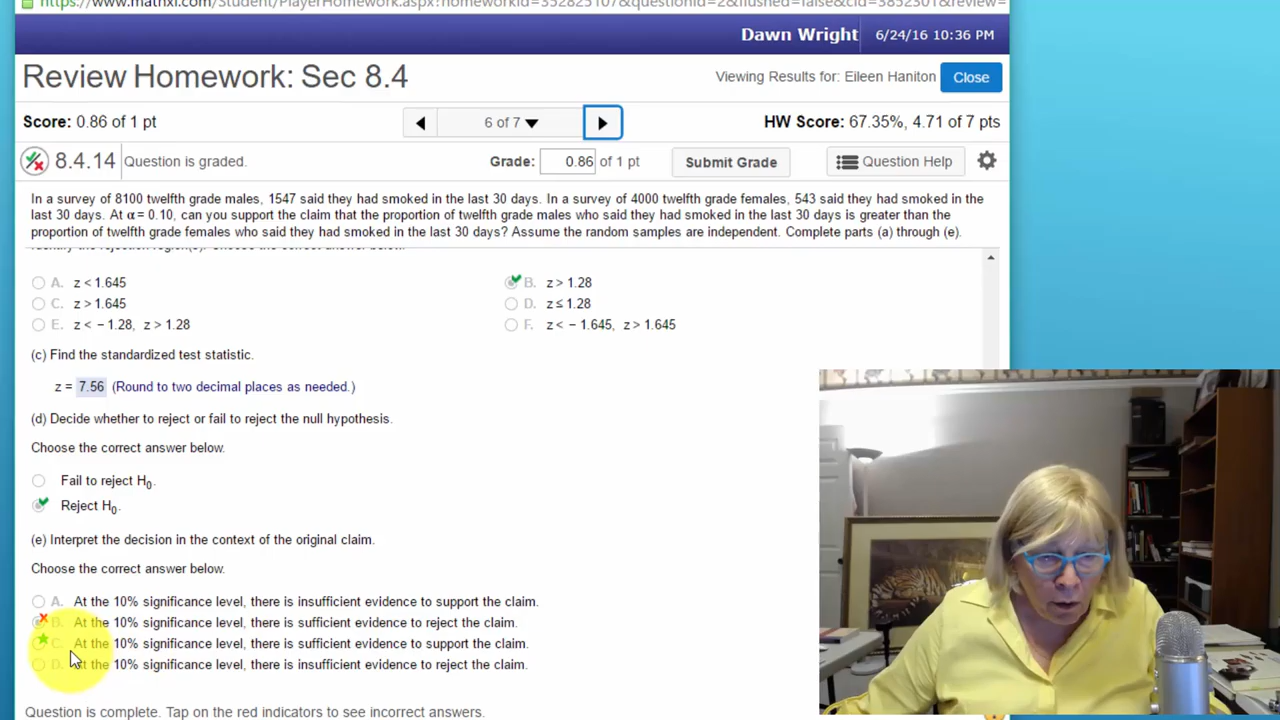 Dawn Wright 6/24/16 10:36 PM
Review Homework: Sec 8.4 Viewing Results for: Eileen Haniton Close
Score: 0.86 of 1 pt 6 of 7 HW Score: 67.35%, 4.71 of 7 pts
8.4.14 Question is graded. Grade: 0.86 of 1 pt Submit Grade Question Help
In a survey of 8100 twelfth grade males, 1547 said they had smoked in the last 30 days. In a survey of 4000 twelfth grade females, 543 said they had smoked in the
last 30 days. At α = 0.10, can you support the claim that the proportion of twelfth grade males who said they had smoked in the last 30 days is greater than the
proportion of twelfth grade females who said they had smoked in the last 30 days? Assume the random samples are independent. Complete parts (a) through (e).
A. z < 1.645 B. z > 1.28
C. z > 1.645 D. z ≤ 1.28
E. z < − 1.28, z > 1.28 F. z < − 1.645, z > 1.645
(c) Find the standardized test statistic.
z = 7.56 (Round to two decimal places as needed.)
(d) Decide whether to reject or fail to reject the null hypothesis.
Choose the correct answer below.
Fail to reject H0.
Reject H0.
(e) Interpret the decision in the context of the original claim.
Choose the correct answer below.
A. At the 10% significance level, there is insufficient evidence to support the claim.
B. At the 10% significance level, there is sufficient evidence to reject the claim.
C. At the 10% significance level, there is sufficient evidence to support the claim.
D. At the 10% significance level, there is insufficient evidence to reject the claim.
Question is complete. Tap on the red indicators to see incorrect answers.